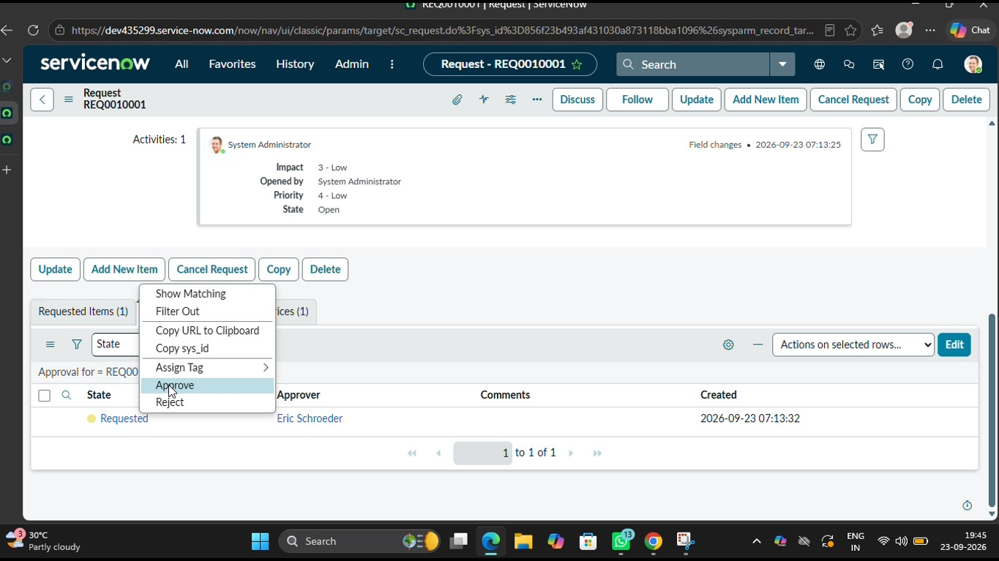 REQ0010001 | Request | ServiceNow
https://dev435299.service-now.com/now/nav/ui/classic/params/target/sc_request.do%3Fsys_id%3D856f23b493af431030a873118bba1096%26sysparm_record_tar...
Chat
servicenow
All
Favorites
History
Admin
Request - REQ0010001
Search
Request
REQ0010001
Discuss
Follow
Update
Add New Item
Cancel Request
Copy
Delete
Activities: 1
System Administrator
Field changes • 2026-09-23 07:13:25
Impact 3 - Low
Opened by System Administrator
Priority 4 - Low
State Open
Update
Add New Item
Cancel Request
Copy
Delete
Show Matching
Filter Out
Copy URL to Clipboard
Copy sys_id
Assign Tag
Approve
Reject
Requested Items (1)
ices (1)
State
Actions on selected rows...
Edit
Approval for = REQ00
State
Approver
Comments
Created
Requested
Eric Schroeder
2026-09-23 07:13:32
1 to 1 of 1
3
30°C
Partly cloudy
Search
13
ENG
IN
19:45
23-09-2026